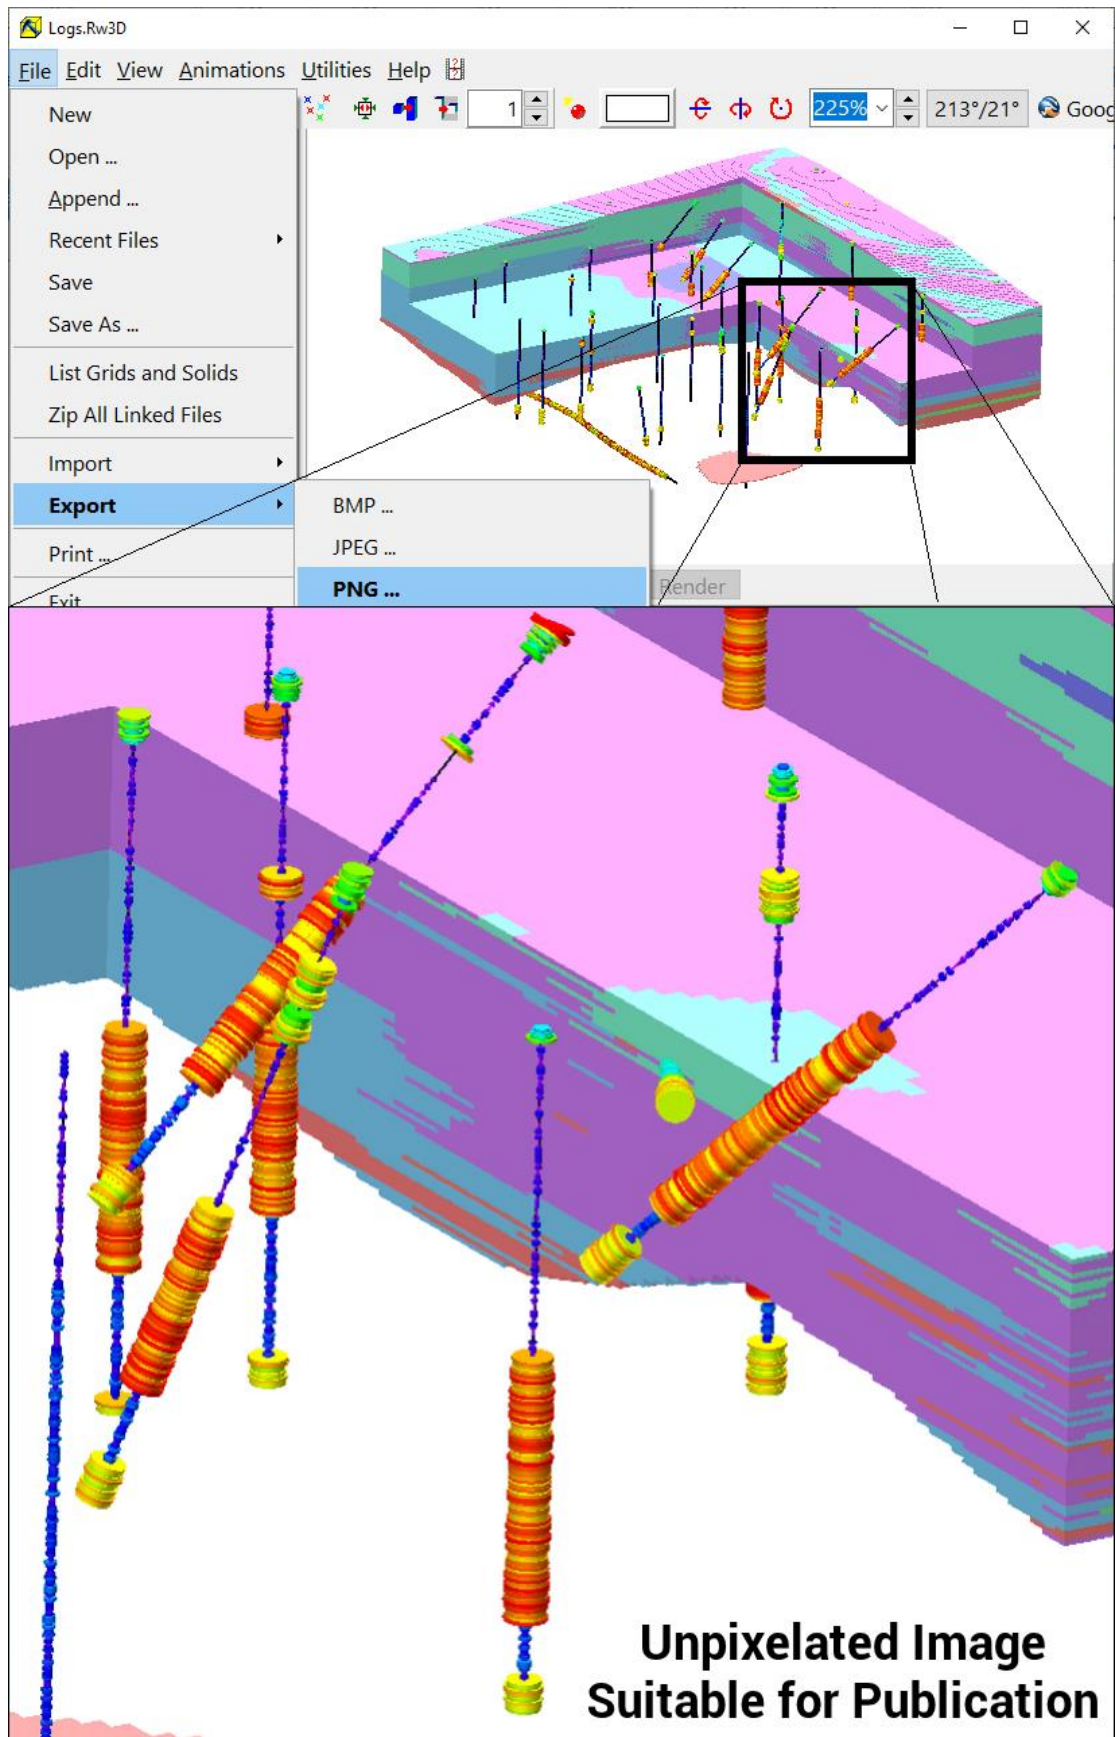 Logs.Rw3D
File Edit View Animations Utilities Help
1 225% 213°/21° Goog
New
Open ...
Append ...
Recent Files
Save
Save As ...
List Grids and Solids
Zip All Linked Files
Import
Export
BMP ...
JPEG ...
Print ...
PNG ...
Render
Exit
Unpixelated Image
Suitable for Publication